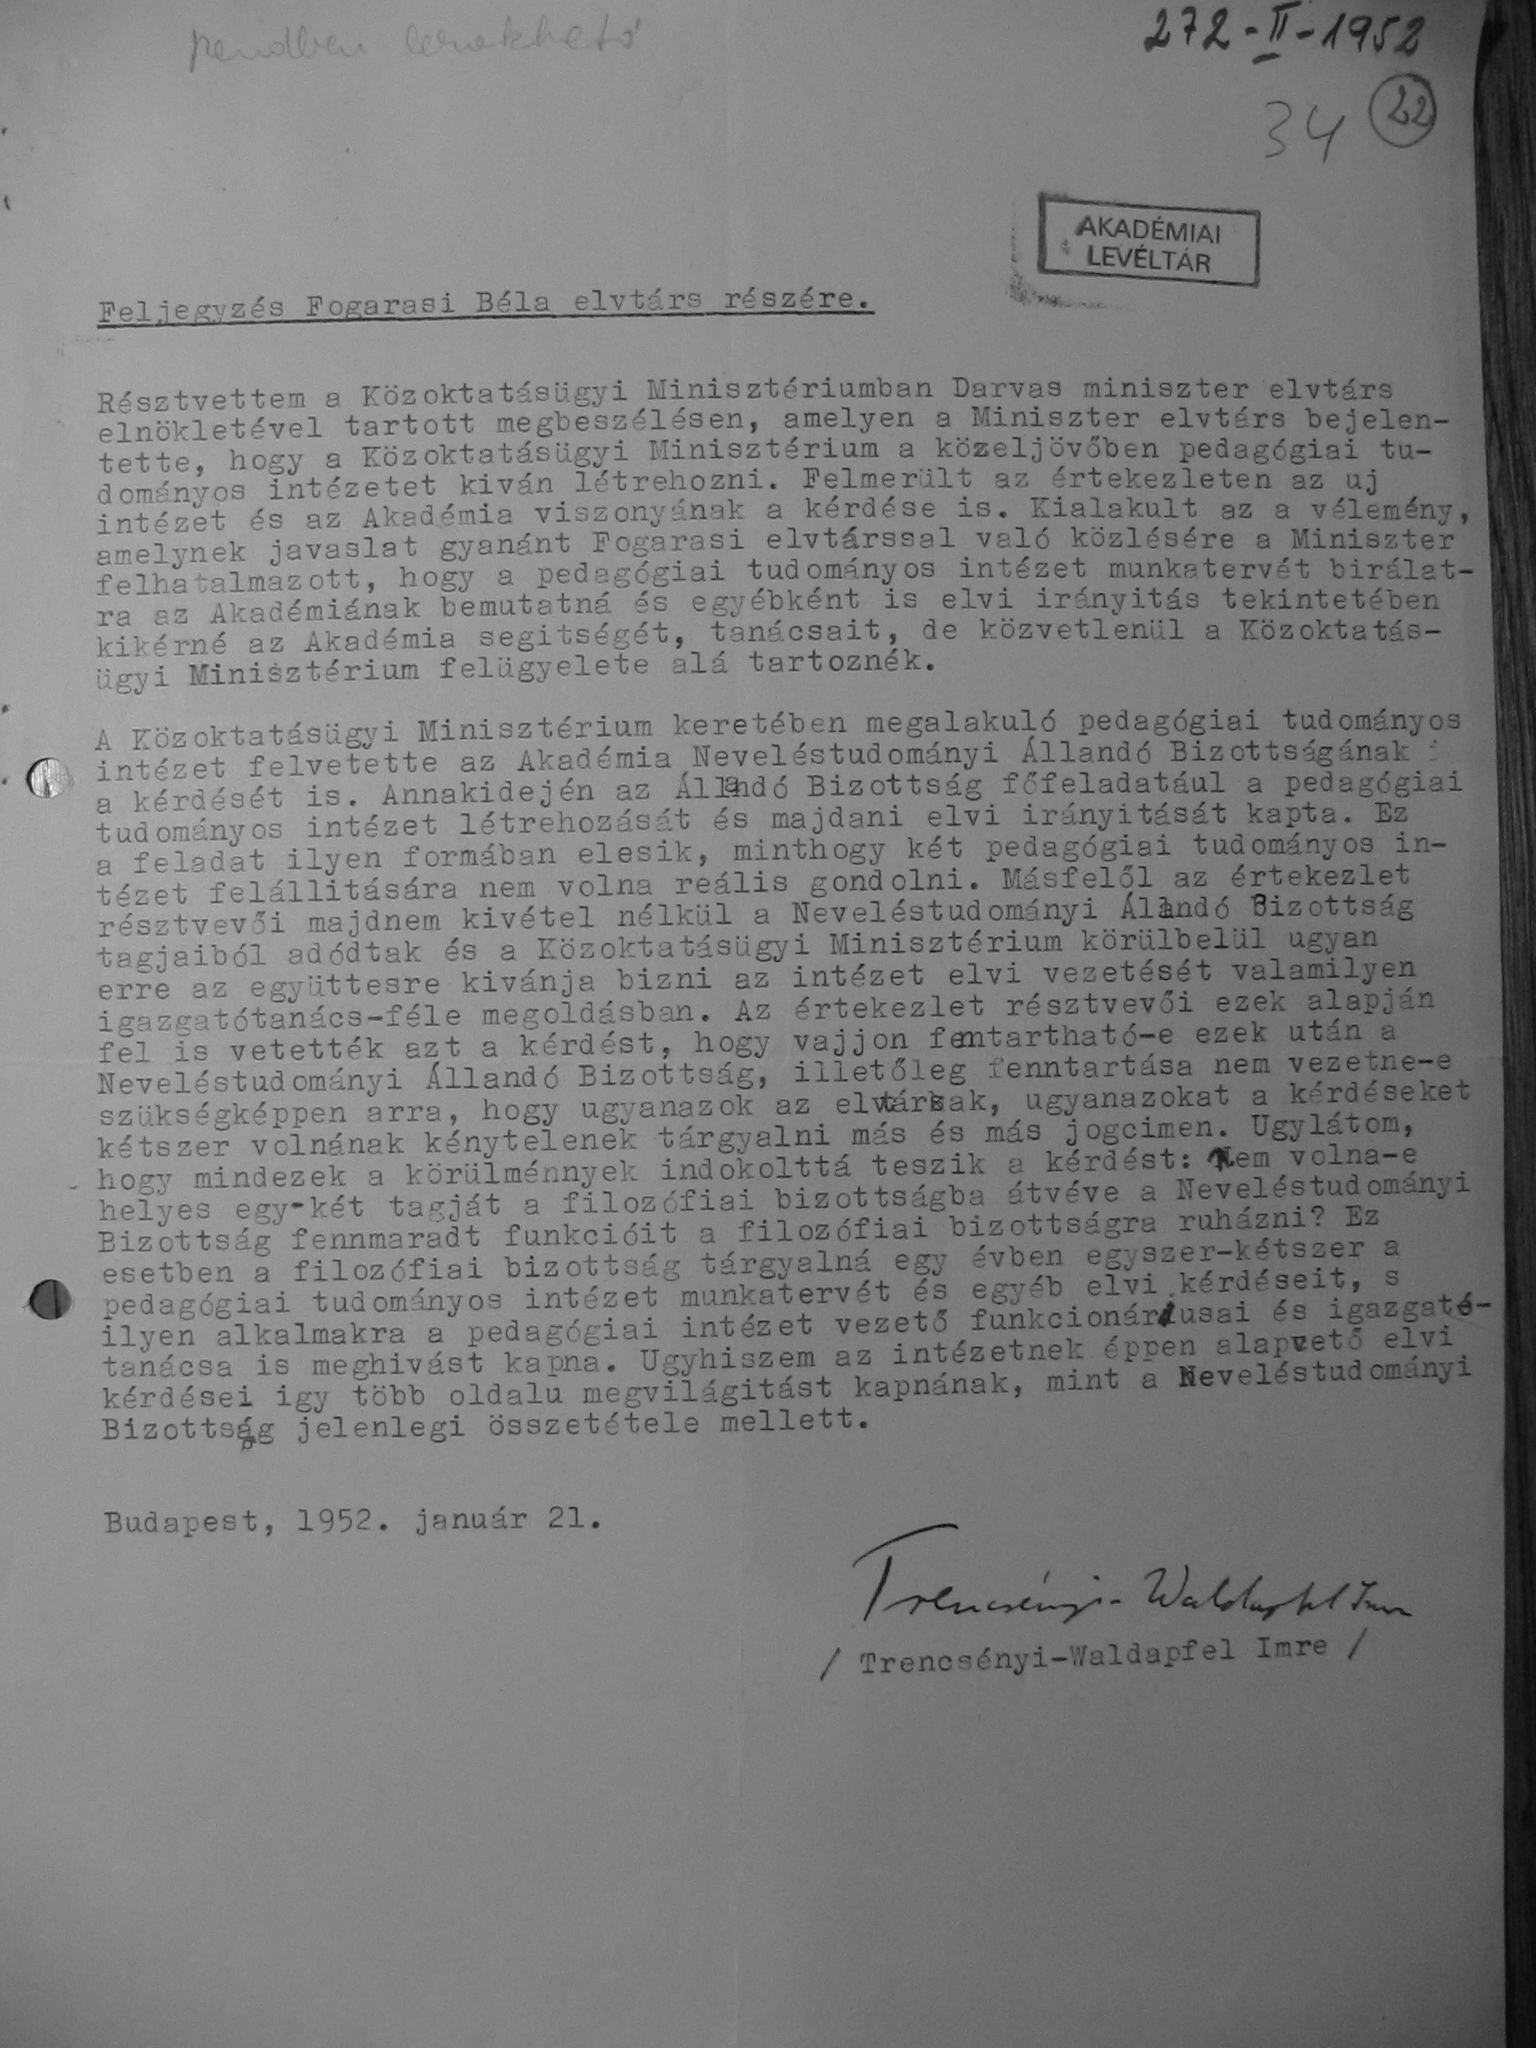 272-II-1952
34 22
AKADÉMIAI
LEVÉLTÁR
Feljegyzés Fogarasi Béla elvtárs részére.
Résztvettem a Közoktatásügyi Minisztériumban Darvas miniszter elvtárs
elnökletével tartott megbeszélésen, amelyen a Miniszter elvtárs bejelen-
tette, hogy a Közoktatásügyi Minisztérium a közeljövőben pedagógiai tu-
dományos intézetet kiván létrehozni. Felmerült az értekezleten az uj
intézet és az Akadémia viszonyának a kérdése is. Kialakult az a vélemény,
amelynek javaslat gyanánt Fogarasi elvtárssal való közlésére a Miniszter
felhatalmazott, hogy a pedagógiai tudományos intézet munkatervét birálat-
ra az Akadémiának bemutatná és egyébként is elvi irányitás tekintetében
kikérné az Akadémia segitségét, tanácsait, de közvetlenül a Közoktatás-
ügyi Minisztérium felügyelete alá tartoznék.
A Közoktatásügyi Minisztérium keretében megalakuló pedagógiai tudományos
intézet felvetette az Akadémia Neveléstudományi Állandó Bizottságának
a kérdését is. Annakidején az Állandó Bizottság főfeladatául a pedagógiai
tudományos intézet létrehozását és majdani elvi irányitását kapta. Ez
a feladat ilyen formában elesik, minthogy két pedagógiai tudományos in-
tézet felállitására nem volna reális gondolni. Másfelől az értekezlet
résztvevői majdnem kivétel nélkül a Neveléstudományi Álandó Bizottság
tagjaiból adódtak és a Közoktatásügyi Minisztérium körülbelül ugyan
erre az együttesre kivánja bizni az intézet elvi vezetését valamilyen
igazgatótanács-féle megoldásban. Az értekezlet résztvevői ezek alapján
fel is vetették azt a kérdést, hogy vajjon fentartható-e ezek után a
Neveléstudományi Állandó Bizottság, illetőleg fenntartása nem vezetne-e
szükségképpen arra, hogy ugyanazok az elvtársak, ugyanazokat a kérdéseket
kétszer volnának kénytelenek tárgyalni más és más jogcimen. Ugylátom,
hogy mindezek a körülménnyek indokolttá teszik a kérdést: Nem volna-e
helyes egy-két tagját a filozófiai bizottságba átvéve a Neveléstudományi
Bizottság fennmaradt funkcióit a filozófiai bizottságra ruházni? Ez
esetben a filozófiai bizottság tárgyalná egy évben egyszer-kétszer a
pedagógiai tudományos intézet munkatervét és egyéb elvi kérdéseit, s
ilyen alkalmakra a pedagógiai intézet vezető funkcionáriusai és igazgató-
tanácsa is meghivást kapna. Ugyhiszem az intézetnek éppen alapvető elvi
kérdései igy több oldalu megvilágitást kapnának, mint a Neveléstudományi
Bizottság jelenlegi összetétele mellett.
Budapest, 1952. január 21.
Trencsényi-Waldapfel Imre
/ Trencsényi-Waldapfel Imre /